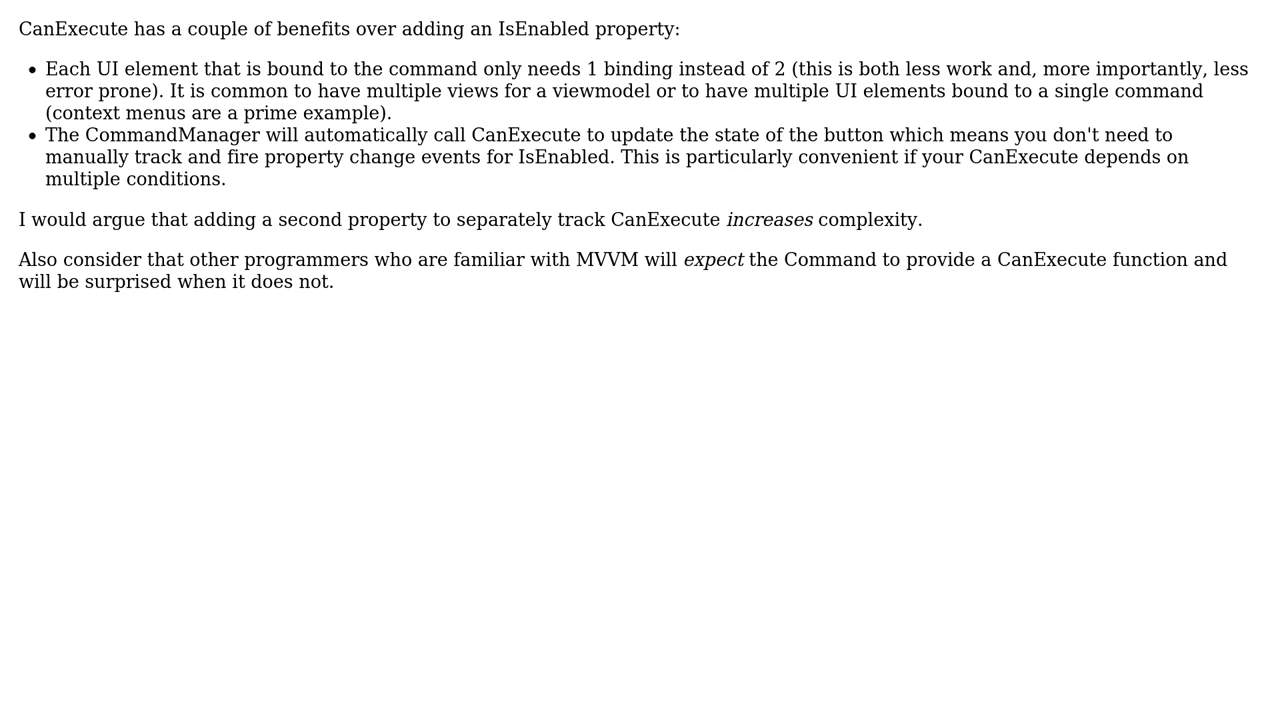 CanExecute has a couple of benefits over adding an IsEnabled property:
• Each UI element that is bound to the command only needs 1 binding instead of 2 (this is both less work and, more importantly, less
error prone). It is common to have multiple views for a viewmodel or to have multiple UI elements bound to a single command
(context menus are a prime example).
• The CommandManager will automatically call CanExecute to update the state of the button which means you don't need to
manually track and fire property change events for IsEnabled. This is particularly convenient if your CanExecute depends on
multiple conditions.
I would argue that adding a second property to separately track CanExecute increases complexity.
Also consider that other programmers who are familiar with MVVM will expect the Command to provide a CanExecute function and
will be surprised when it does not.